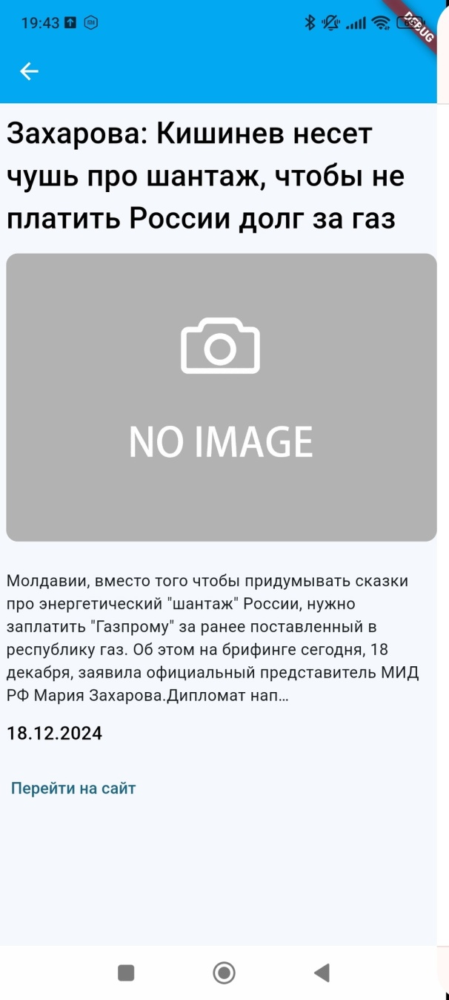 19:43
DEBUG
Захарова: Кишинев несет
чушь про шантаж, чтобы не
платить России долг за газ
NO IMAGE
Молдавии, вместо того чтобы придумывать сказки
про энергетический "шантаж" России, нужно
заплатить "Газпрому" за ранее поставленный в
республику газ. Об этом на брифинге сегодня, 18
декабря, заявила официальный представитель МИД
РФ Мария Захарова.Дипломат нап...
18.12.2024
Перейти на сайт